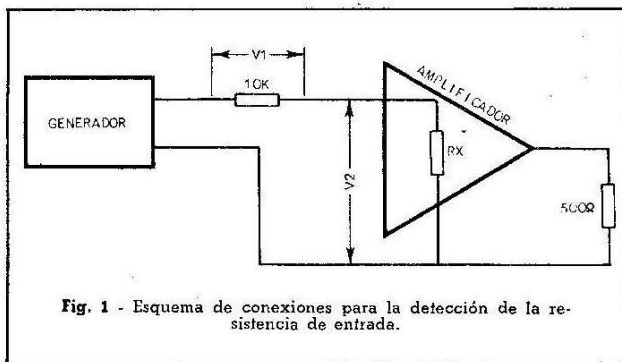 V1
10K
AMPLIFICADOR
GENERADOR
V2
RX
500Ω
Fig. 1 - Esquema de conexiones para la detección de la re-
sistencia de entrada.